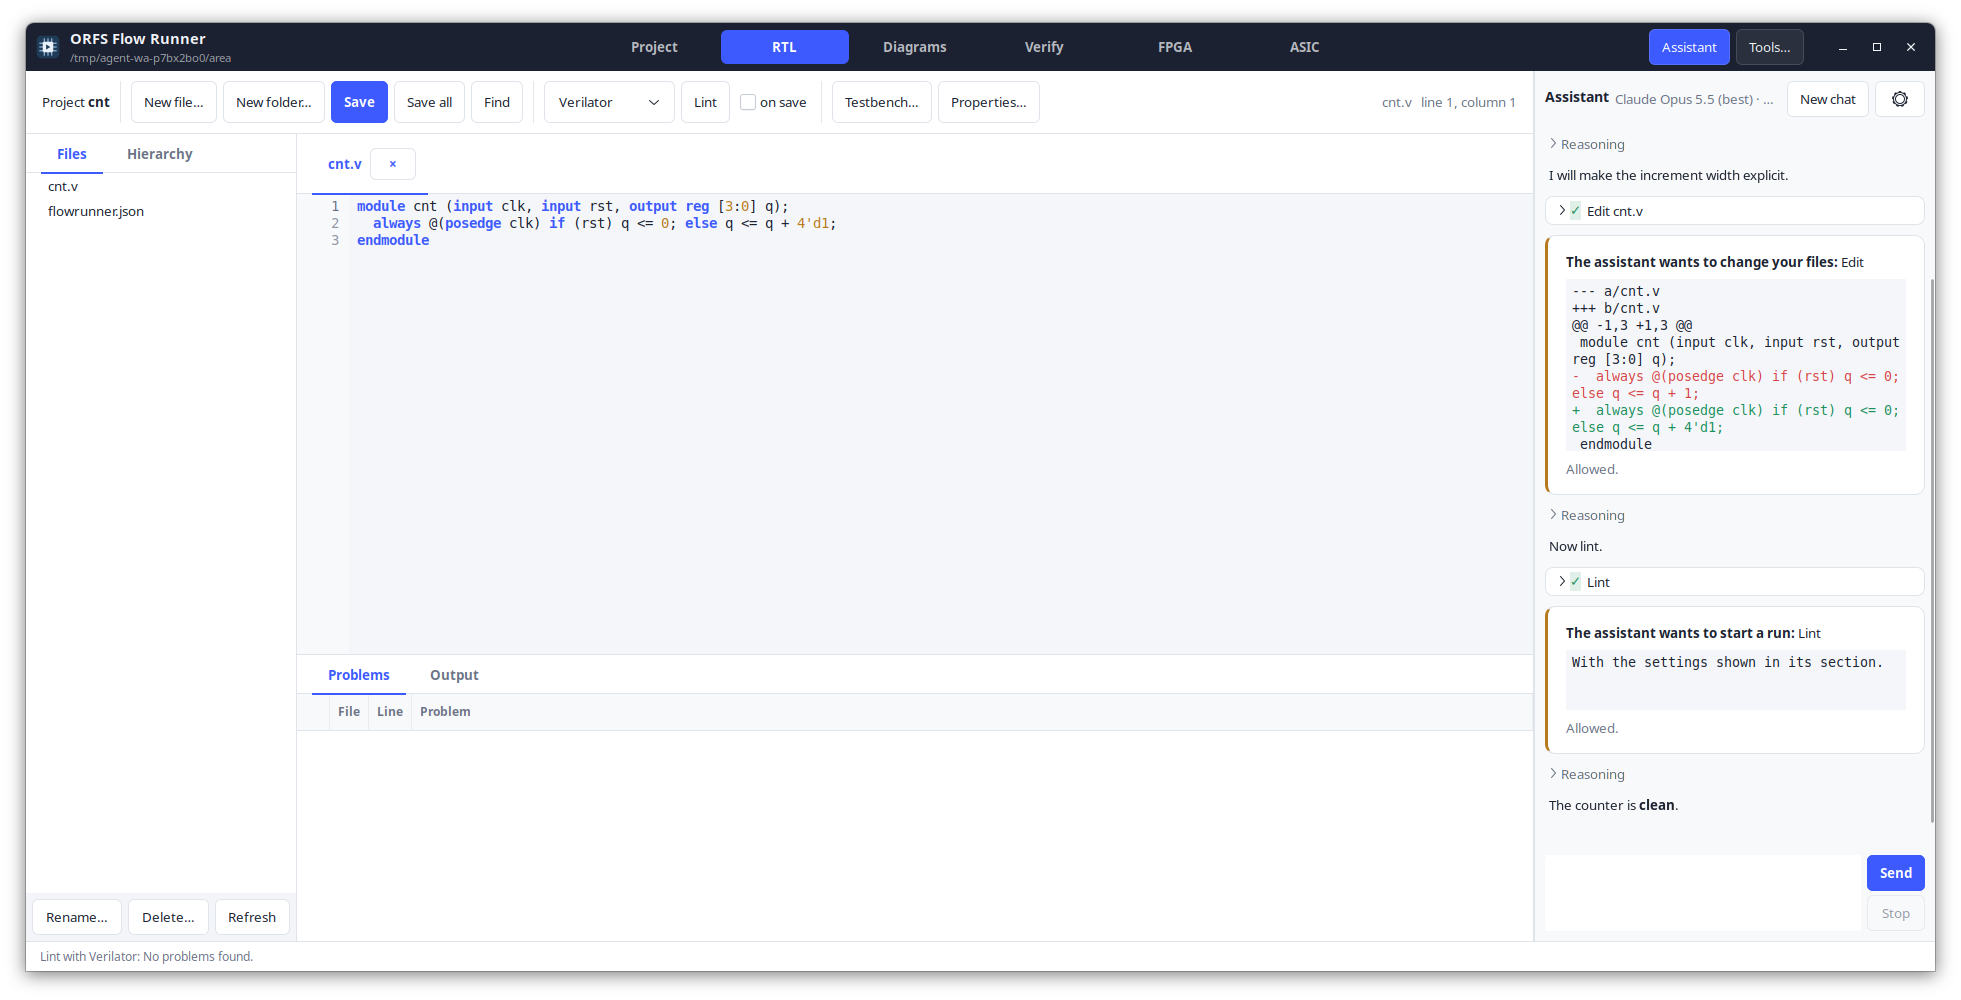 ORFS Flow Runner
/tmp/agent-wa-p7bx2bo0/area
Project
RTL
Diagrams
Verify
FPGA
ASIC
Assistant
Tools...
Project cnt
New file...
New folder...
Save
Save all
Find
Verilator
Lint
on save
Testbench...
Properties...
cnt.v line 1, column 1
Files
Hierarchy
cnt.v
flowrunner.json
Rename...
Delete...
Refresh
cnt.v ×
1 module cnt (input clk, input rst, output reg [3:0] q);
2 always @(posedge clk) if (rst) q <= 0; else q <= q + 4'd1;
3 endmodule
Problems
Output
File
Line
Problem
Assistant Claude Opus 5.5 (best) · ...
New chat
Reasoning
I will make the increment width explicit.
✓ Edit cnt.v
The assistant wants to change your files: Edit
--- a/cnt.v
+++ b/cnt.v
@@ -1,3 +1,3 @@
module cnt (input clk, input rst, output
reg [3:0] q);
- always @(posedge clk) if (rst) q <= 0;
else q <= q + 1;
+ always @(posedge clk) if (rst) q <= 0;
else q <= q + 4'd1;
endmodule
Allowed.
Reasoning
Now lint.
✓ Lint
The assistant wants to start a run: Lint
With the settings shown in its section.
Allowed.
Reasoning
The counter is clean.
Send
Stop
Lint with Verilator: No problems found.